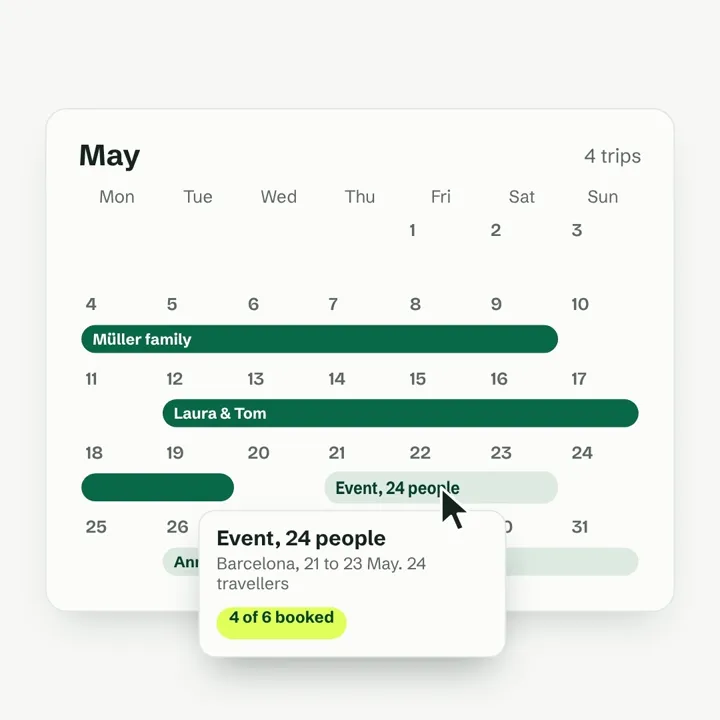 May
4 trips
Mon Tue Wed Thu Fri Sat Sun
1 2 3
4 5 6 7 8 9 10
Müller family
11 12 13 14 15 16 17
Laura & Tom
18 19 20 21 22 23 24
Event, 24 people
25 26 31
Event, 24 people
Barcelona, 21 to 23 May. 24
travellers
4 of 6 booked